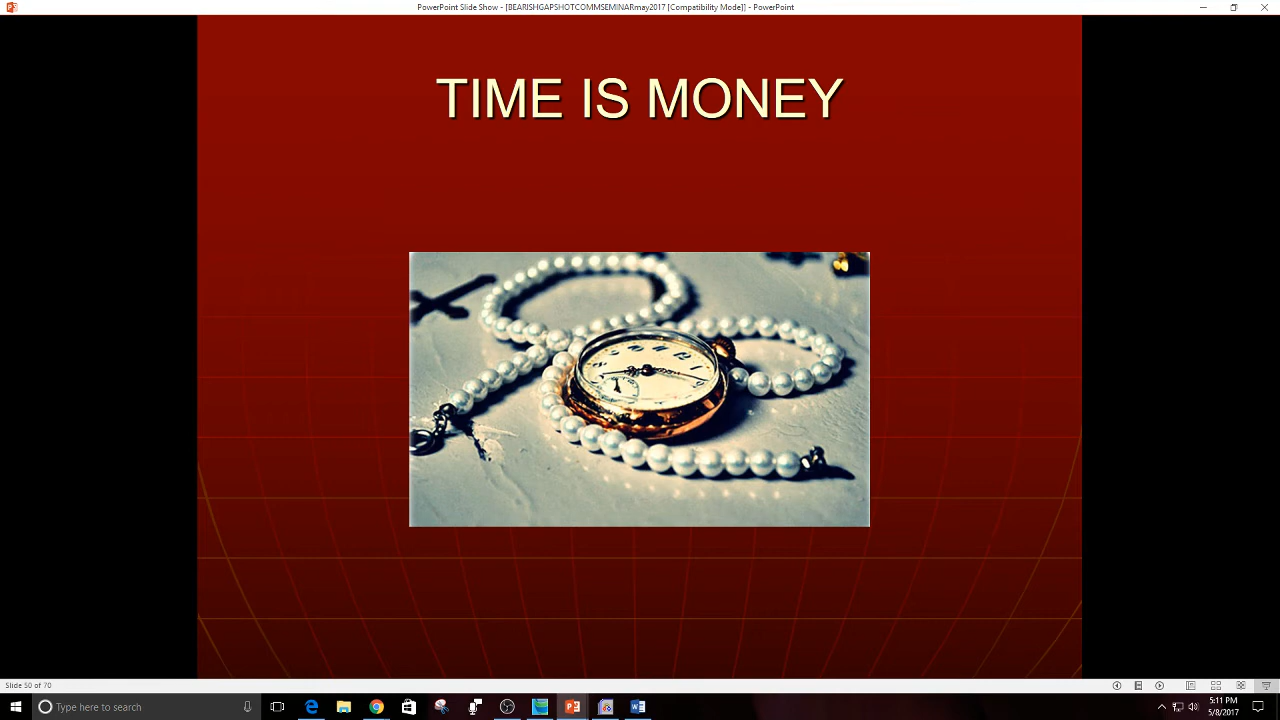 PowerPoint Slide Show - [BEARISHGAPSHOTCOMMSEMINARmay2017 [Compatibility Mode]] - PowerPoint
TIME IS MONEY
Slide 50 of 70
Type here to search
5:11 PM
5/8/2017